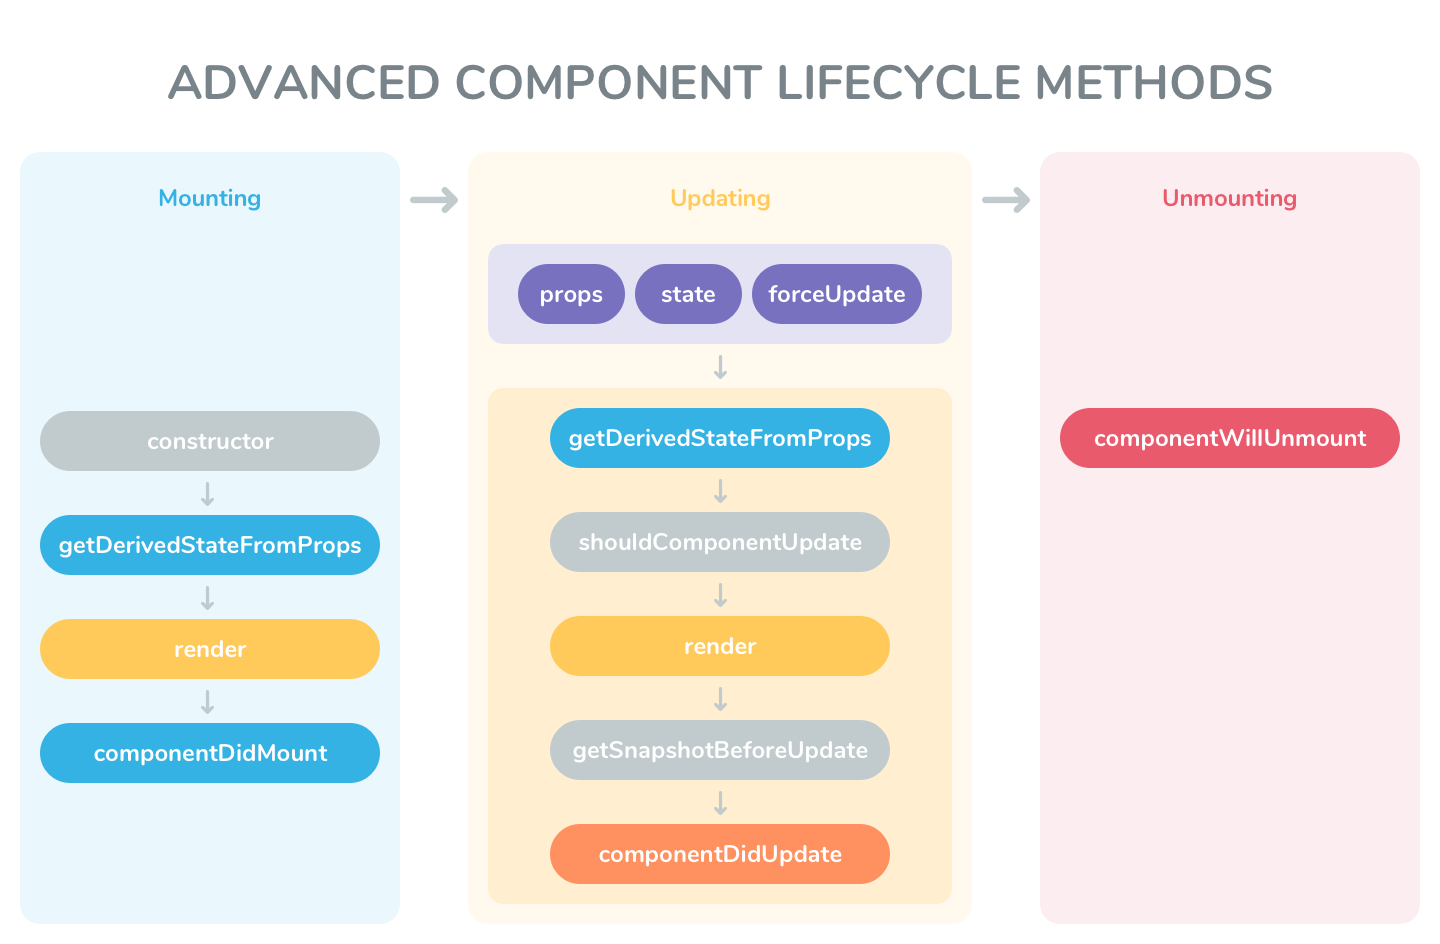 ADVANCED COMPONENT LIFECYCLE METHODS
Mounting
constructor
getDerivedStateFromProps
render
componentDidMount
Updating
props state forceUpdate
getDerivedStateFromProps
shouldComponentUpdate
render
getSnapshotBeforeUpdate
componentDidUpdate
Unmounting
componentWillUnmount